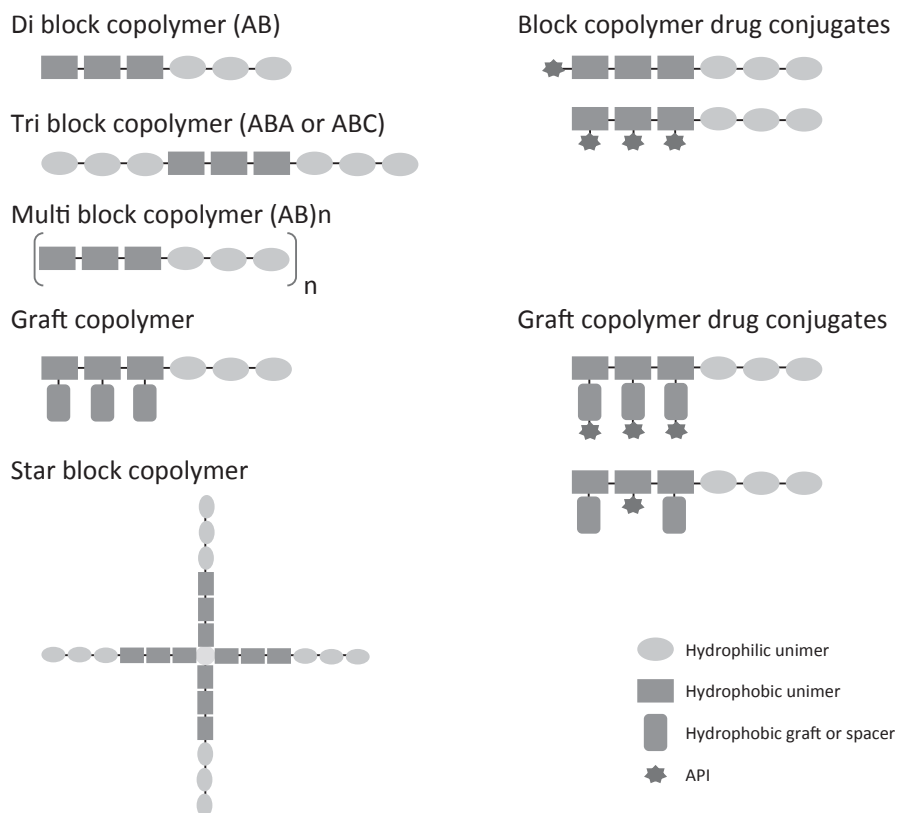 Di block copolymer (AB)
Tri block copolymer (ABA or ABC)
Multi block copolymer (AB)n
n
Graft copolymer
Star block copolymer
Block copolymer drug conjugates
Graft copolymer drug conjugates
Hydrophilic unimer
Hydrophobic unimer
Hydrophobic graft or spacer
API